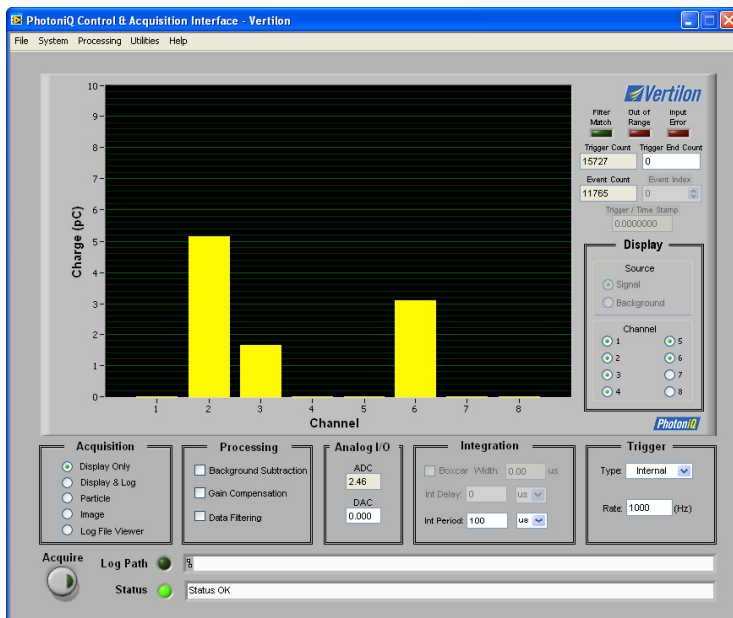 PhotoniQ Control & Acquisition Interface - Vertilon
File System Processing Utilities Help
Vertilon
Filter Match
Out of Range
Input Error
Trigger Count
Trigger End Count
15727
0
Event Count
Event Index
11765
0
Trigger / Time Stamp
0.0000000
10
9
8
7
6
5
4
3
2
1
0
Charge (pC)
1 2 3 4 5 6 7 8
Channel
Display
Source
Signal
Background
Channel
1 5
2 6
3 7
4 8
PhotoniQ
Acquisition
Display Only
Display & Log
Particle
Image
Log File Viewer
Processing
Background Subtraction
Gain Compensation
Data Filtering
Analog I/O
ADC
2.46
DAC
0.000
Integration
Boxcar Width: 0.00 us
Int Delay: 0 us
Int Period: 100 us
Trigger
Type: Internal
Rate: 1000 (Hz)
Acquire
Log Path
Status
Status OK